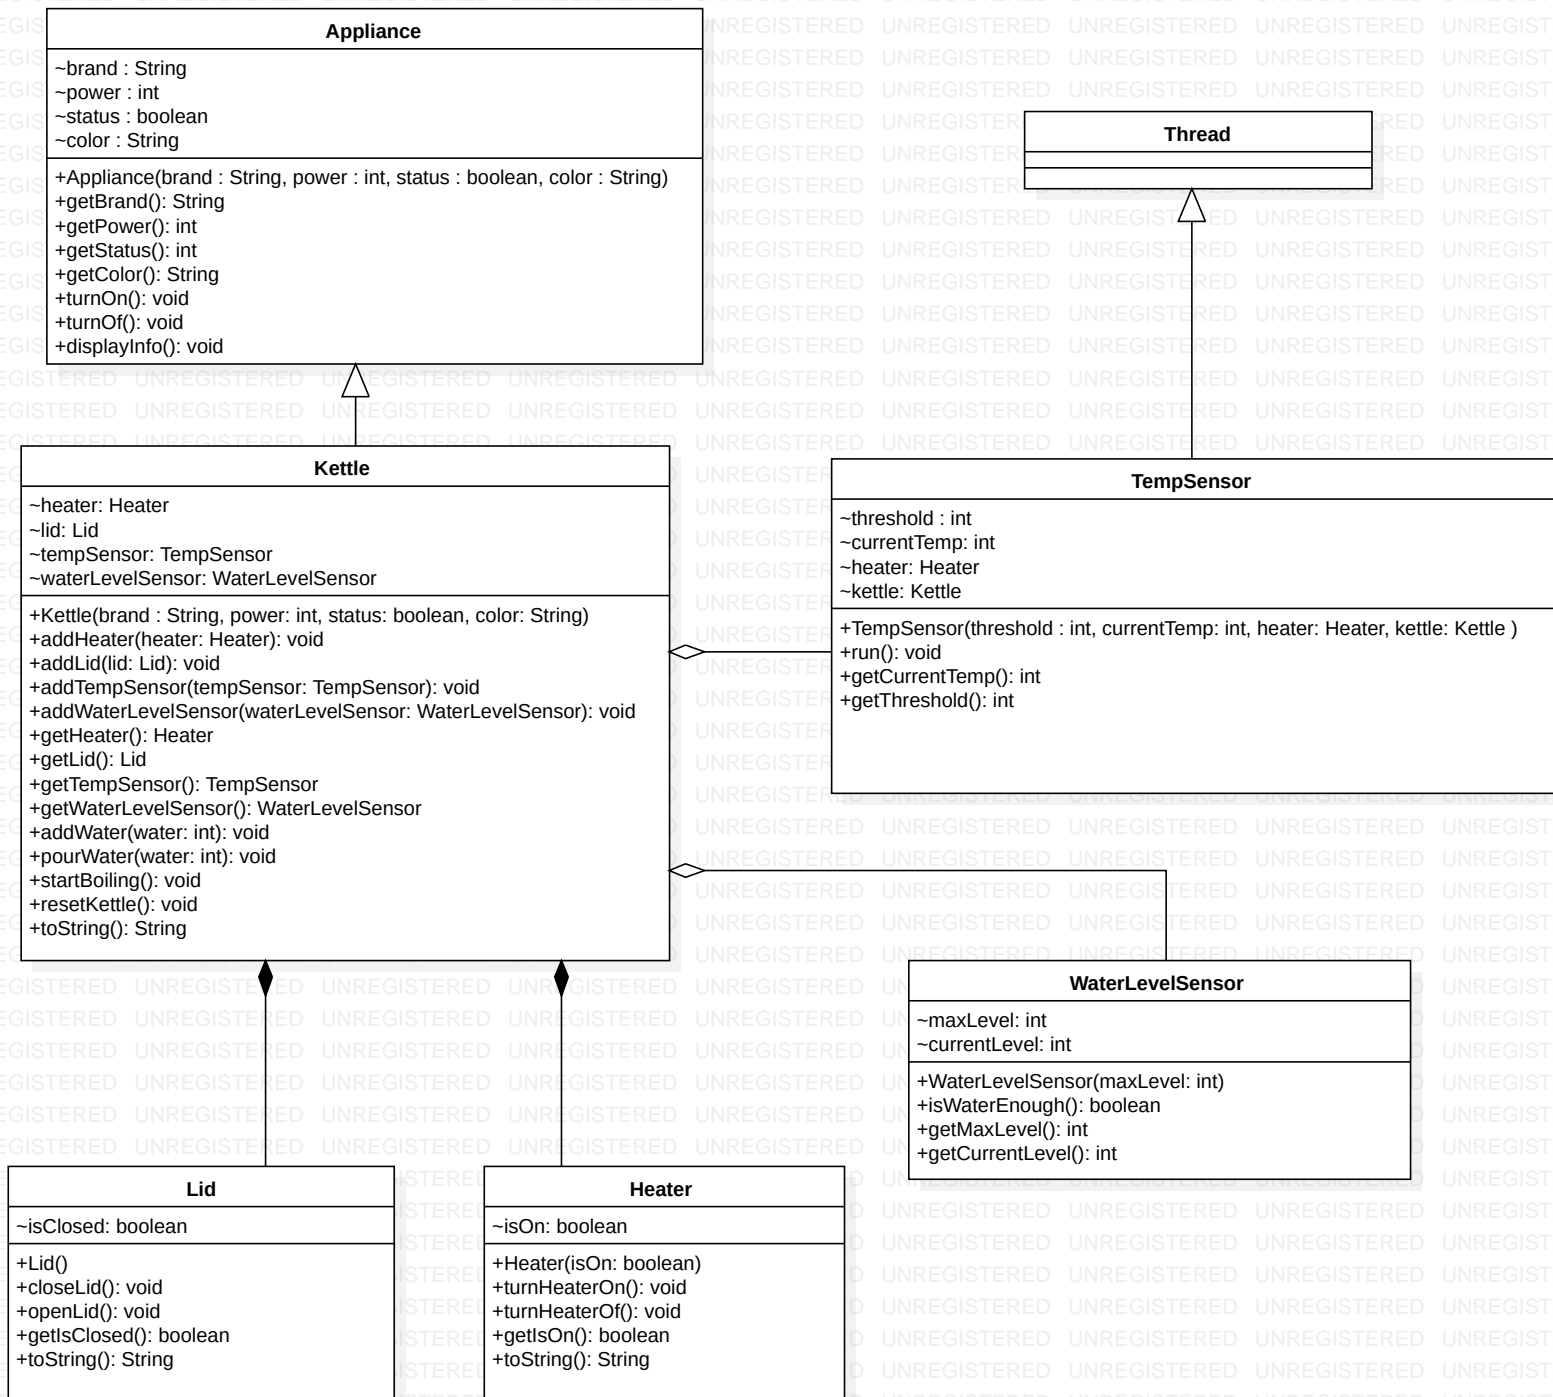 Appliance
~brand : String
~power : int
~status : boolean
~color : String
+Appliance(brand : String, power : int, status : boolean, color : String)
+getBrand(): String
+getPower(): int
+getStatus(): int
+getColor(): String
+turnOn(): void
+turnOf(): void
+displayInfo(): void
Thread
Kettle
~heater: Heater
~lid: Lid
~tempSensor: TempSensor
~waterLevelSensor: WaterLevelSensor
+Kettle(brand : String, power: int, status: boolean, color: String)
+addHeater(heater: Heater): void
+addLid(lid: Lid): void
+addTempSensor(tempSensor: TempSensor): void
+addWaterLevelSensor(waterLevelSensor: WaterLevelSensor): void
+getHeater(): Heater
+getLid(): Lid
+getTempSensor(): TempSensor
+getWaterLevelSensor(): WaterLevelSensor
+addWater(water: int): void
+pourWater(water: int): void
+startBoiling(): void
+resetKettle(): void
+toString(): String
TempSensor
~threshold : int
~currentTemp: int
~heater: Heater
~kettle: Kettle
+TempSensor(threshold : int, currentTemp: int, heater: Heater, kettle: Kettle )
+run(): void
+getCurrentTemp(): int
+getThreshold(): int
WaterLevelSensor
~maxLevel: int
~currentLevel: int
+WaterLevelSensor(maxLevel: int)
+isWaterEnough(): boolean
+getMaxLevel(): int
+getCurrentLevel(): int
Lid
~isClosed: boolean
+Lid()
+closeLid(): void
+openLid(): void
+getIsClosed(): boolean
+toString(): String
Heater
~isOn: boolean
+Heater(isOn: boolean)
+turnHeaterOn(): void
+turnHeaterOf(): void
+getIsOn(): boolean
+toString(): String
UNREGISTERED